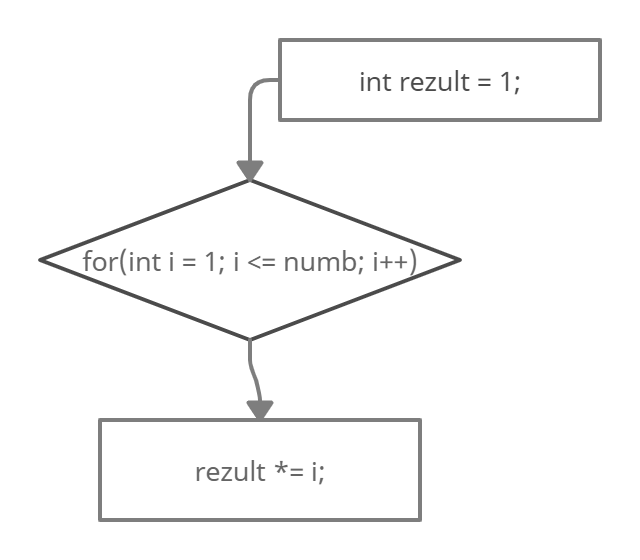 int rezult = 1;
for(int i = 1; i <= numb; i++)
rezult *= i;